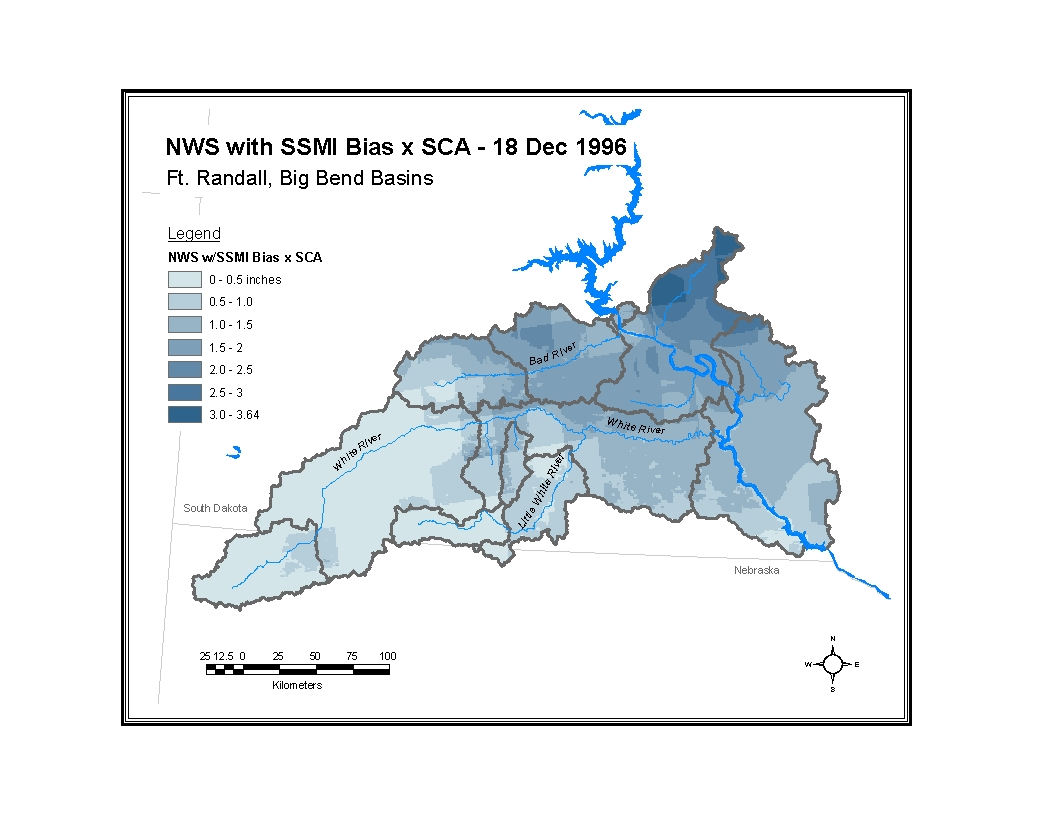 NWS with SSMI Bias x SCA - 18 Dec 1996
Ft. Randall, Big Bend Basins
Legend
NWS w/SSMI Bias x SCA
0 - 0.5 inches
0.5 - 1.0
1.0 - 1.5
1.5 - 2
2.0 - 2.5
2.5 - 3
3.0 - 3.64
Bad River
White River
White River
Little White River
South Dakota
Nebraska
25 12.5 0 25 50 75 100
Kilometers
N
W E
S